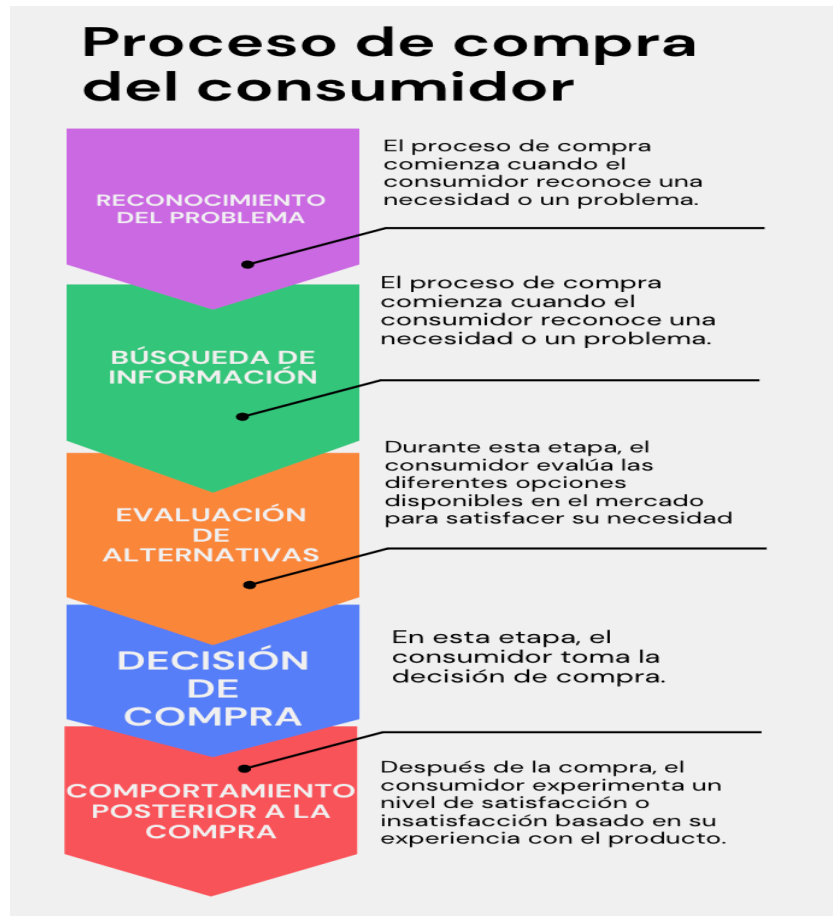 Proceso de compra
del consumidor
RECONOCIMIENTO
DEL PROBLEMA
El proceso de compra
comienza cuando el
consumidor reconoce una
necesidad o un problema.
BÚSQUEDA DE
INFORMACIÓN
El proceso de compra
comienza cuando el
consumidor reconoce una
necesidad o un problema.
EVALUACIÓN
DE
ALTERNATIVAS
Durante esta etapa, el
consumidor evalúa las
diferentes opciones
disponibles en el mercado
para satisfacer su necesidad
DECISIÓN
DE
COMPRA
En esta etapa, el
consumidor toma la
decisión de compra.
COMPORTAMIENTO
POSTERIOR A LA
COMPRA
Después de la compra, el
consumidor experimenta un
nivel de satisfacción o
insatisfacción basado en su
experiencia con el producto.